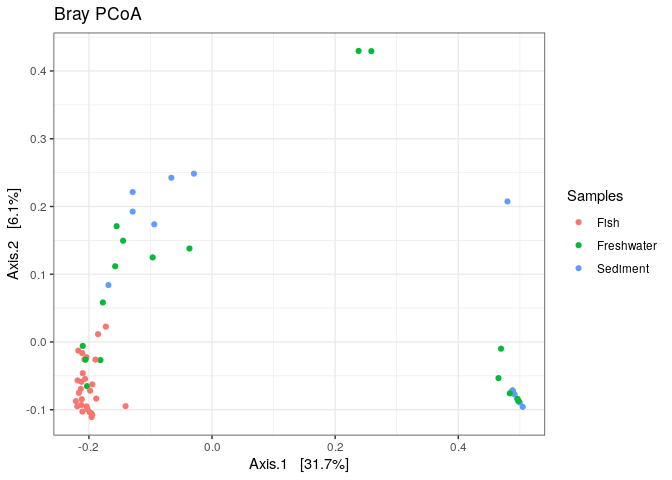 Bray PCoA
0.4
0.3
0.2
0.1
0.0
-0.1
-0.2
0.0
0.2
0.4
Axis.1 [31.7%]
Axis.2 [6.1%]
Samples
Fish
Freshwater
Sediment